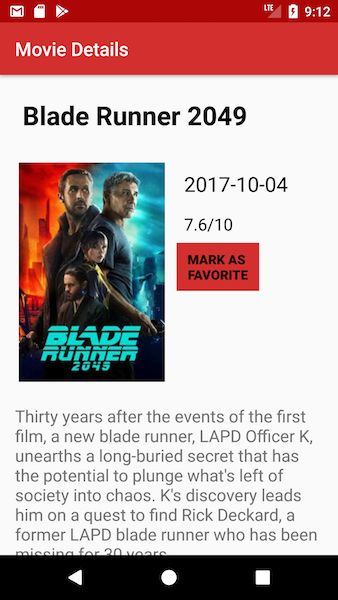 LTE
9:12
Movie Details
Blade Runner 2049
2017-10-04
7.6/10
MARK AS
FAVORITE
BLADE
RUNNER
2049
Thirty years after the events of the first
film, a new blade runner, LAPD Officer K,
unearths a long-buried secret that has
the potential to plunge what's left of
society into chaos. K's discovery leads
him on a quest to find Rick Deckard, a
former LAPD blade runner who has been
missing for 30 years